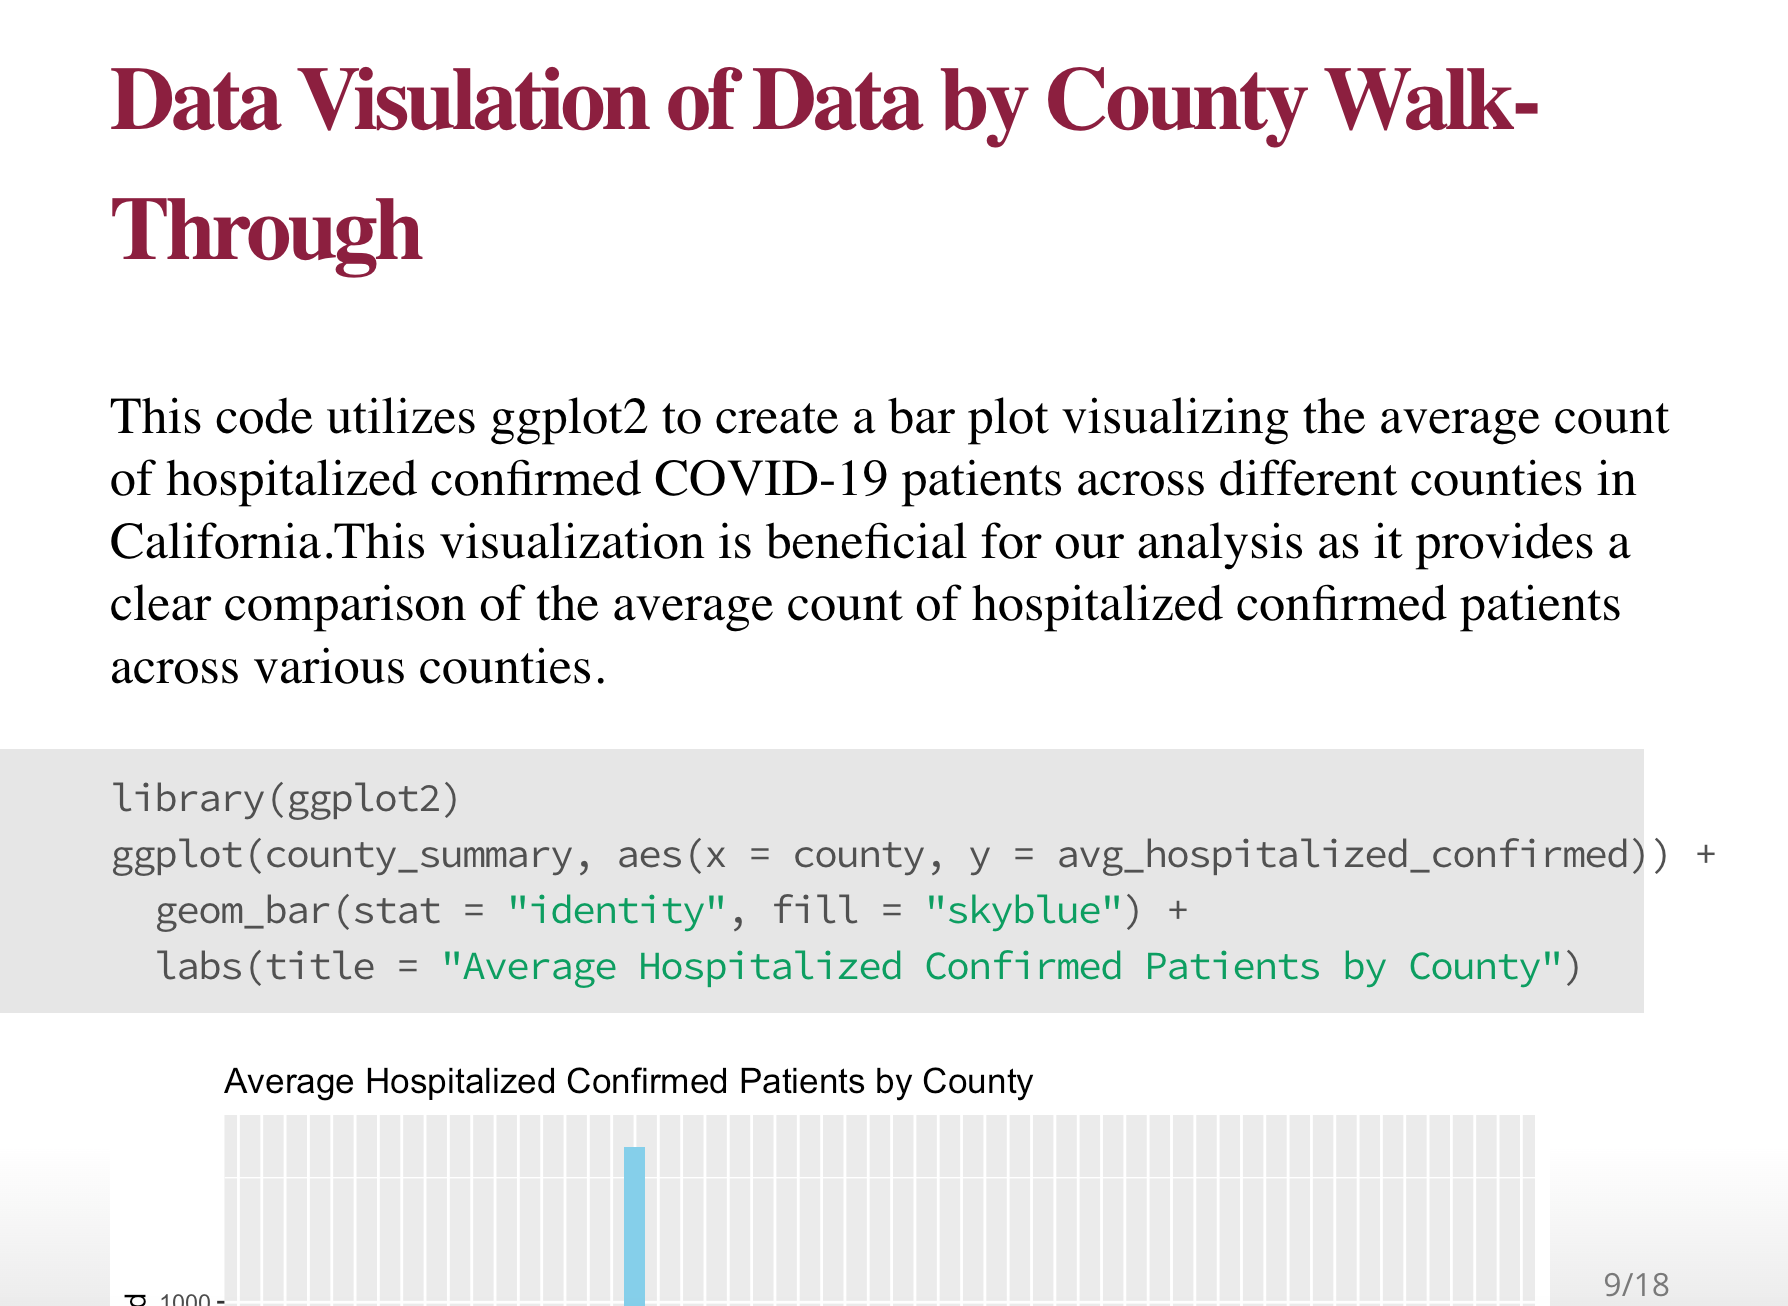 Data Visulation of Data by County Walk-
Through
This code utilizes ggplot2 to create a bar plot visualizing the average count
of hospitalized confirmed COVID-19 patients across different counties in
California.This visualization is beneficial for our analysis as it provides a
clear comparison of the average count of hospitalized confirmed patients
across various counties.
library(ggplot2)
ggplot(county_summary, aes(x = county, y = avg_hospitalized_confirmed)) +
  geom_bar(stat = "identity", fill = "skyblue") +
  labs(title = "Average Hospitalized Confirmed Patients by County")
Average Hospitalized Confirmed Patients by County
1000
9/18